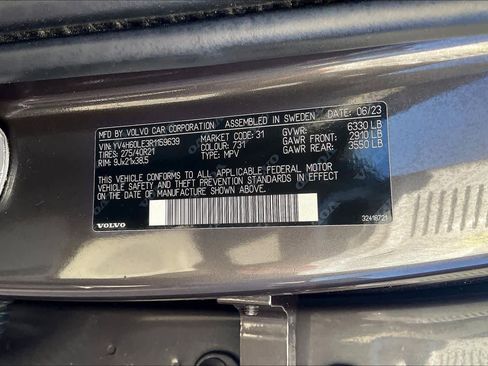 MFD. BY VOLVO CAR CORPORATION ASSEMBLED IN SWEDEN DATE: 06/23
VIN: YV4H60LE3R1159639 MARKET CODE: 31 GVWR: 6330 LB
TIRES: 275/40R21 COLOUR: 731 GAWR FRONT: 2910 LB
RIM: 9Jx21x38.5 TYPE: MPV GAWR REAR: 3550 LB
THIS VEHICLE CONFORMS TO ALL APPLICABLE FEDERAL MOTOR
VEHICLE SAFETY AND THEFT PREVENTION STANDARDS IN EFFECT
ON THE DATE OF MANUFACTURE SHOWN ABOVE.
VOLVO 32418721